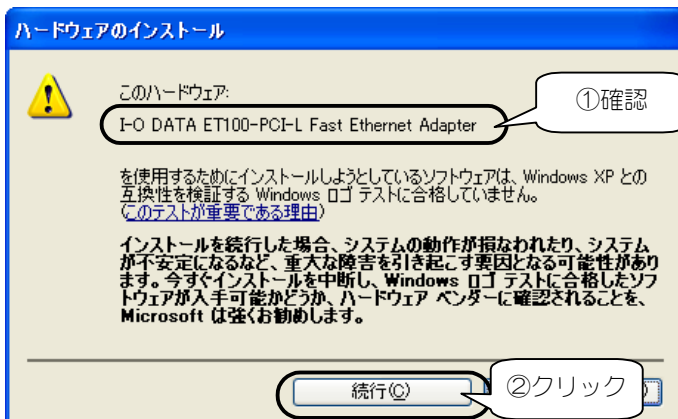 ハードウェアのインストール
このハードウェア:
①確認
I-O DATA ET100-PCI-L Fast Ethernet Adapter
を使用するためにインストールしようとしているソフトウェアは、Windows XP との
互換性を検証する Windows ロゴ テストに合格していません。
(このテストが重要である理由)
インストールを続行した場合、システムの動作が損なわれたり、システム
が不安定になるなど、重大な障害を引き起こす要因となる可能性があり
ます。今すぐインストールを中断し、Windows ロゴ テストに合格したソフ
トウェアが入手可能かどうか、ハードウェア ベンダーに確認されることを、
Microsoft は強くお勧めします。
続行(C)
②クリック